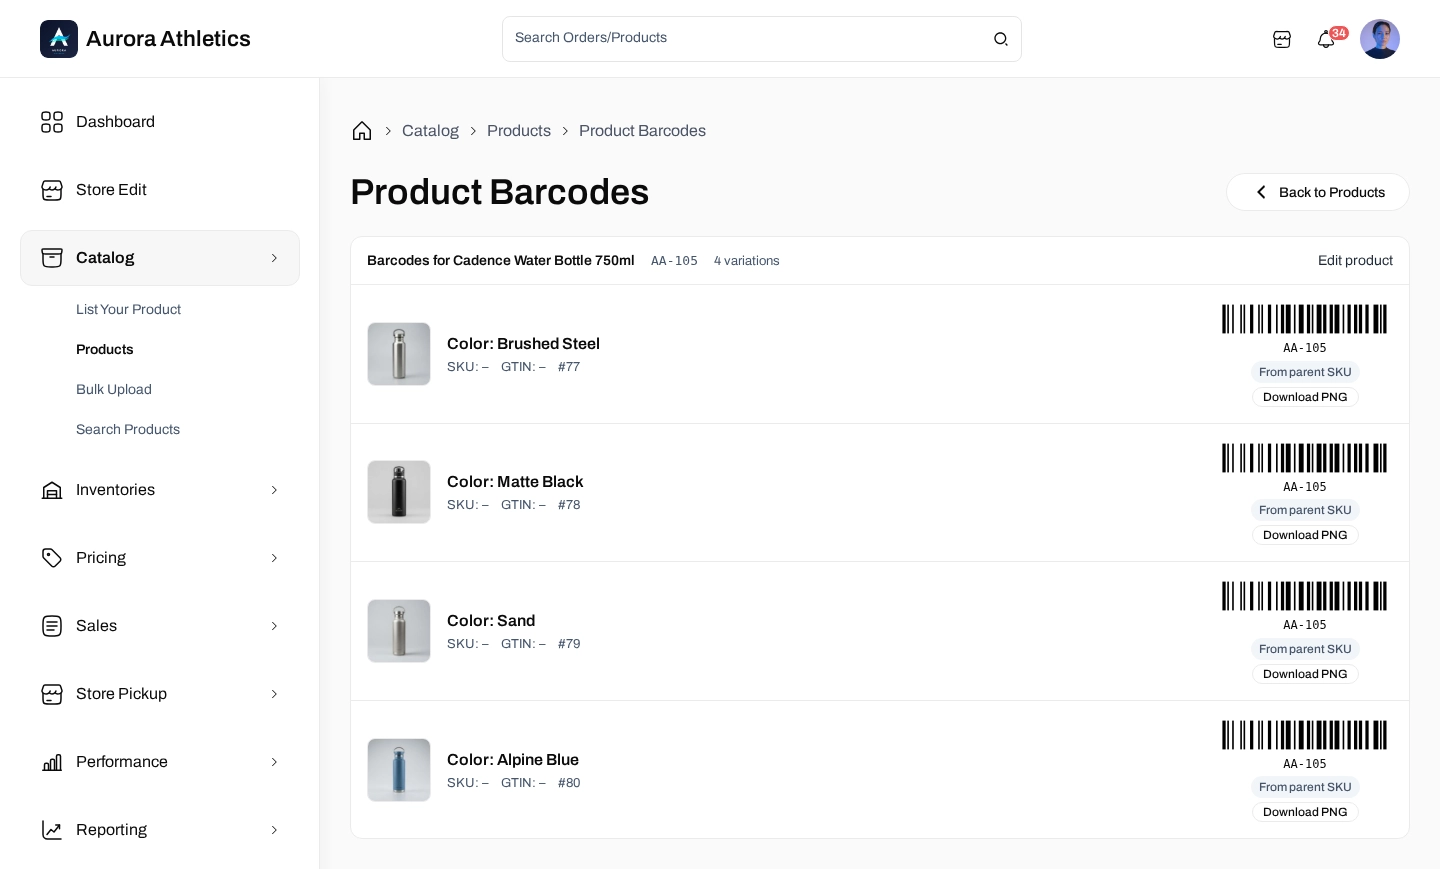 Aurora Athletics
Search Orders/Products
34
Dashboard
Store Edit
Catalog
List Your Product
Products
Bulk Upload
Search Products
Inventories
Pricing
Sales
Store Pickup
Performance
Reporting
Catalog
Products
Product Barcodes
Product Barcodes
Back to Products
Barcodes for Cadence Water Bottle 750ml AA-105 4 variations
Edit product
Color: Brushed Steel
SKU: – GTIN: – #77
AA-105
From parent SKU
Download PNG
Color: Matte Black
SKU: – GTIN: – #78
AA-105
From parent SKU
Download PNG
Color: Sand
SKU: – GTIN: – #79
AA-105
From parent SKU
Download PNG
Color: Alpine Blue
SKU: – GTIN: – #80
AA-105
From parent SKU
Download PNG